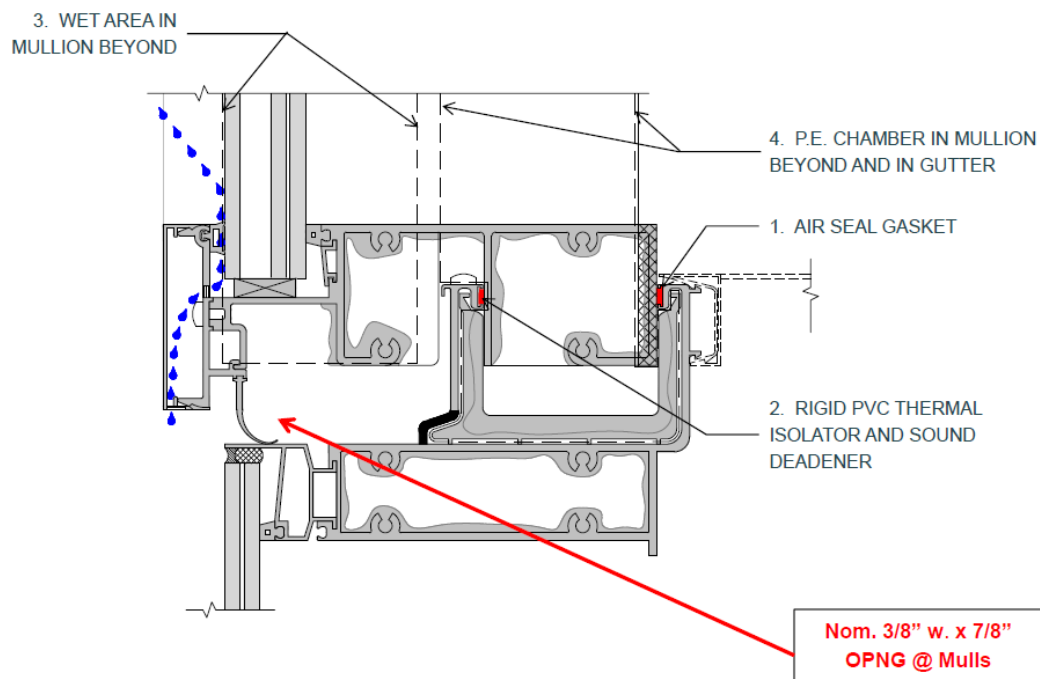 3. WET AREA IN
MULLION BEYOND
4. P.E. CHAMBER IN MULLION
BEYOND AND IN GUTTER
1. AIR SEAL GASKET
2. RIGID PVC THERMAL
ISOLATOR AND SOUND
DEADENER
Nom. 3/8” w. x 7/8”
OPNG @ Mulls